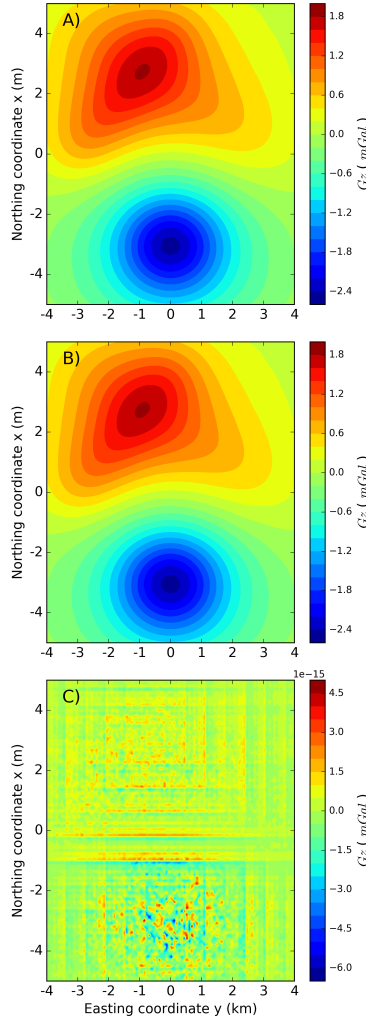 A)
Northing coordinate x (m)
4
2
0
-2
-4
-4 -3 -2 -1 0 1 2 3 4
1.8
1.2
0.6
0.0
−0.6
−1.2
−1.8
−2.4
Gz ( mGal )
B)
Northing coordinate x (m)
4
2
0
-2
-4
-4 -3 -2 -1 0 1 2 3 4
1.8
1.2
0.6
0.0
−0.6
−1.2
−1.8
−2.4
Gz ( mGal )
C)
Northing coordinate x (m)
4
2
0
-2
-4
-4 -3 -2 -1 0 1 2 3 4
Easting coordinate y (km)
1e−15
4.5
3.0
1.5
0.0
−1.5
−3.0
−4.5
−6.0
Gz ( mGal )